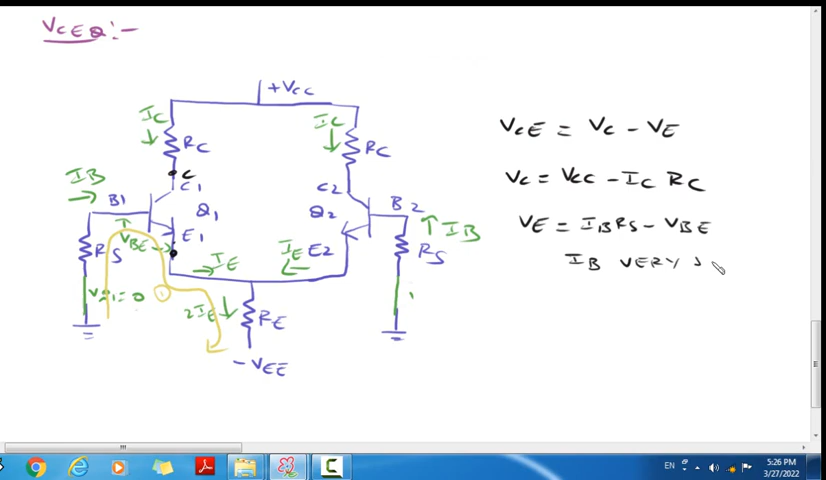 VCEQ :-
+VCC
IC
IC
RC
RC
C
IB
C1
C2
B1
Q1
Q2
B2
IB
E1
E2
VBE
RS
RS
IE
IE
2IE
RE
-VEE
1
VCE = VC - VE
VC = VCC - IC RC
VE = IBRS - VBE
IB VERY
EN
5:26 PM
3/27/2022